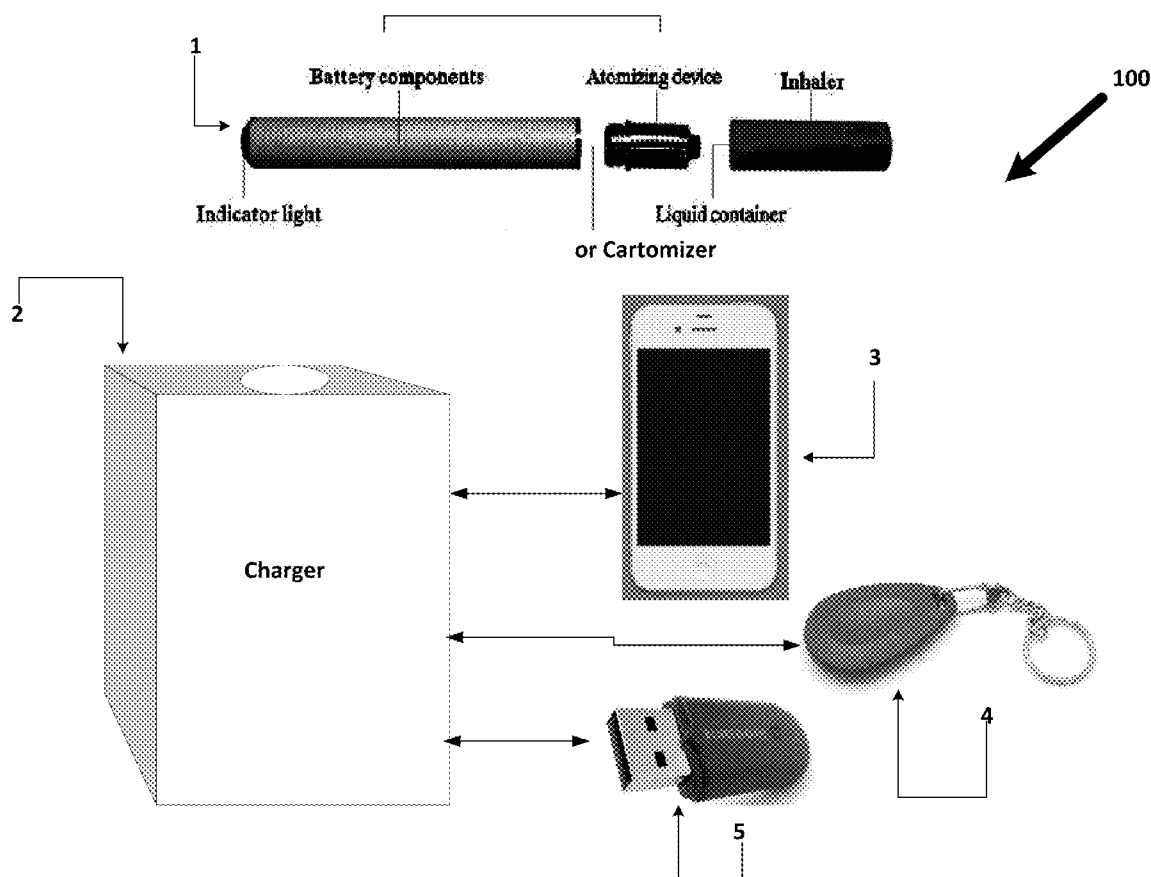 1
Battery components
Atomizing device
Inhaler
100
Indicator light
Liquid container
or Cartomizer
2
3
Charger
4
5